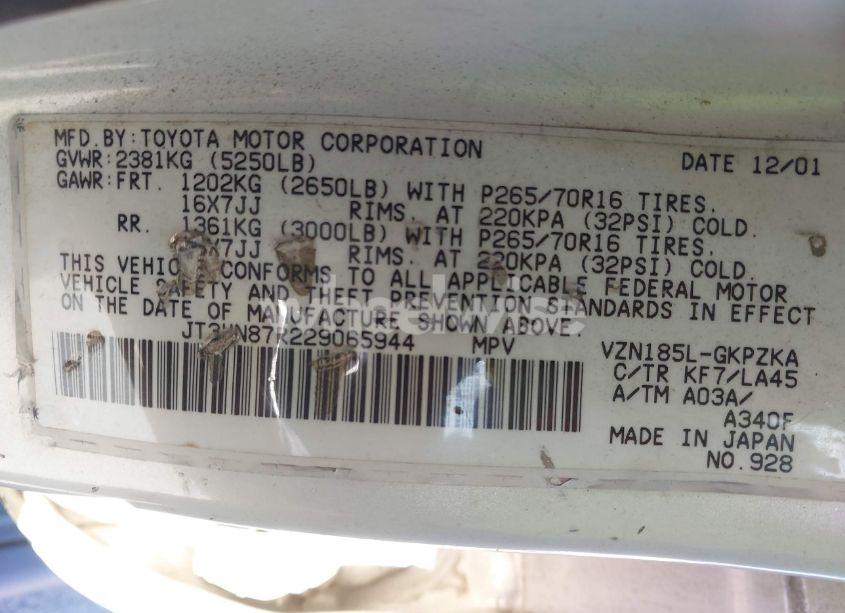 MFD.BY:TOYOTA MOTOR CORPORATION
GVWR:2381KG (5250LB) DATE 12/01
GAWR:FRT. 1202KG (2650LB) WITH P265/70R16 TIRES.
16X7JJ RIMS. AT 220KPA (32PSI) COLD.
RR. 1361KG (3000LB) WITH P265/70R16 TIRES.
X7JJ RIMS. AT 220KPA (32PSI) COLD.
THIS VEHICLE CONFORMS TO ALL APPLICABLE FEDERAL MOTOR
VEHICLE SAFETY AND THEFT PREVENTION STANDARDS IN EFFECT
ON THE DATE OF MANUFACTURE SHOWN ABOVE.
MPV VZN185L-GKPZKA
C/TR KF7/LA45
A/TM A03A/
A340F
MADE IN JAPAN
NO.928